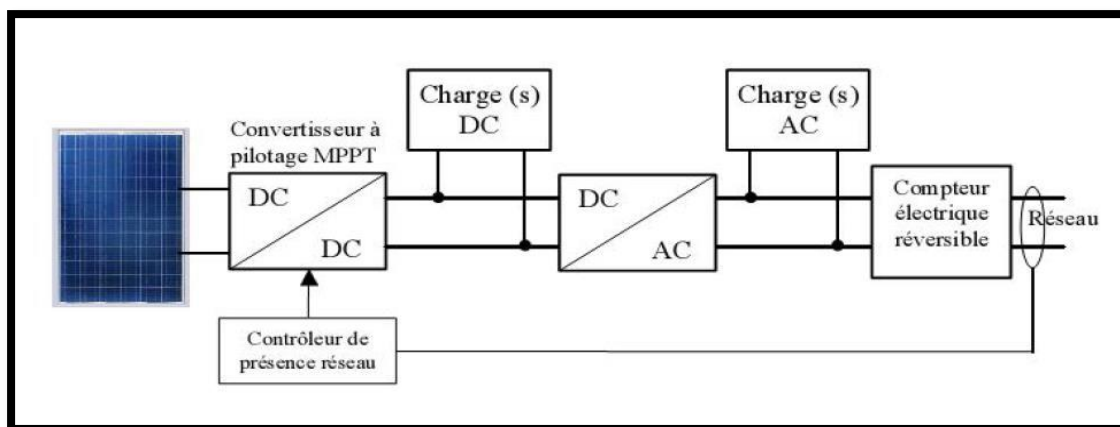 Charge (s)
DC
Charge (s)
AC
Convertisseur à
pilotage MPPT
DC
DC
DC
AC
Compteur
électrique
réversible
Réseau
Contrôleur de
présence réseau